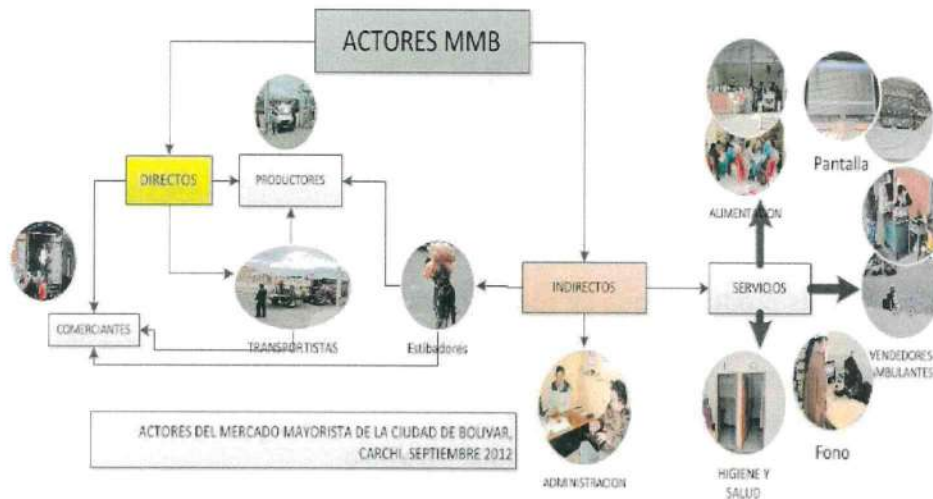 ACTORES MMB
DIRECTOS
PRODUCTORES
Pantalla
ALIMENTACION
INDIRECTOS
SERVICIOS
COMERCIANTES
TRANSPORTISTAS
Estibadores
VENDEDORES
AMBULANTES
ACTORES DEL MERCADO MAYORISTA DE LA CIUDAD DE BOLIVAR,
CARCHI. SEPTIEMBRE 2012
ADMINISTRACION
HIGIENE Y
SALUD
Fono